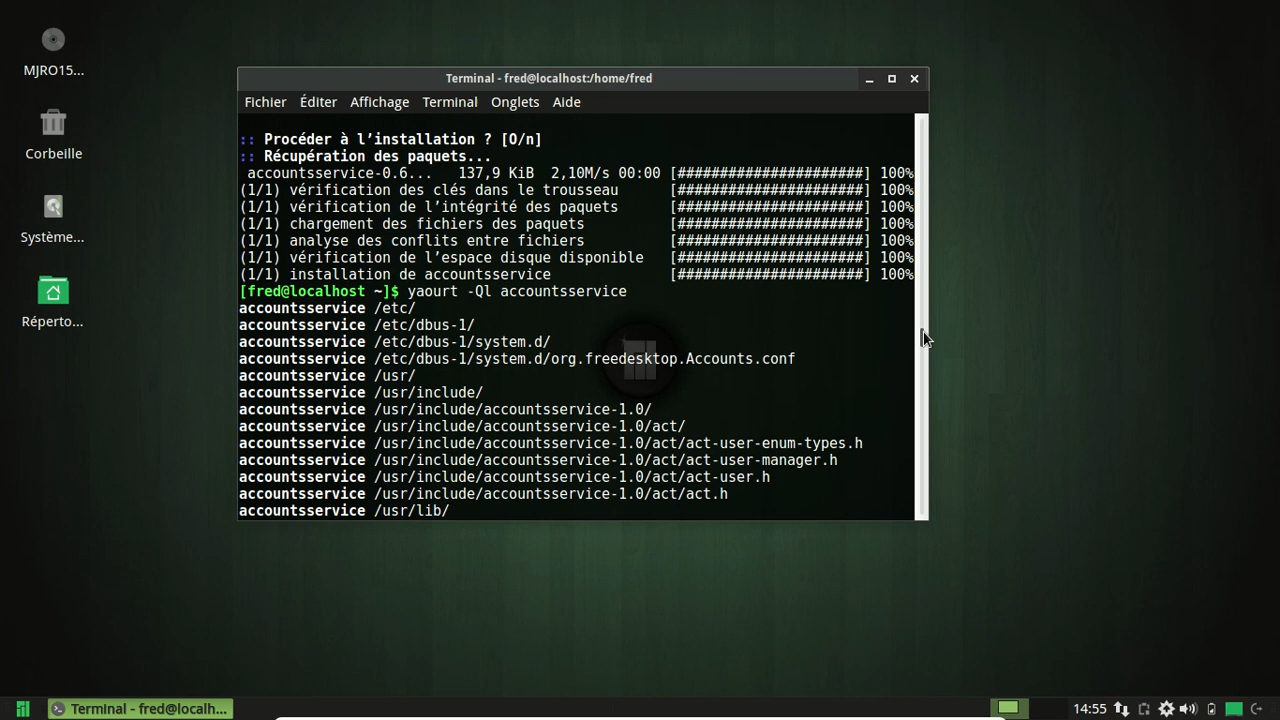 MJRO15...
Corbeille
Système...
Réperto...
Terminal - fred@localhost:/home/fred
Fichier Éditer Affichage Terminal Onglets Aide
:: Procéder à l’installation ? [O/n]
:: Récupération des paquets...
accountsservice-0.6... 137,9 KiB 2,10M/s 00:00 [######################] 100%
(1/1) vérification des clés dans le trousseau [######################] 100%
(1/1) vérification de l’intégrité des paquets [######################] 100%
(1/1) chargement des fichiers des paquets [######################] 100%
(1/1) analyse des conflits entre fichiers [######################] 100%
(1/1) vérification de l’espace disque disponible [######################] 100%
(1/1) installation de accountsservice [######################] 100%
[fred@localhost ~]$ yaourt -Ql accountsservice
accountsservice /etc/
accountsservice /etc/dbus-1/
accountsservice /etc/dbus-1/system.d/
accountsservice /etc/dbus-1/system.d/org.freedesktop.Accounts.conf
accountsservice /usr/
accountsservice /usr/include/
accountsservice /usr/include/accountsservice-1.0/
accountsservice /usr/include/accountsservice-1.0/act/
accountsservice /usr/include/accountsservice-1.0/act/act-user-enum-types.h
accountsservice /usr/include/accountsservice-1.0/act/act-user-manager.h
accountsservice /usr/include/accountsservice-1.0/act/act-user.h
accountsservice /usr/include/accountsservice-1.0/act/act.h
accountsservice /usr/lib/
Terminal - fred@localh...
14:55